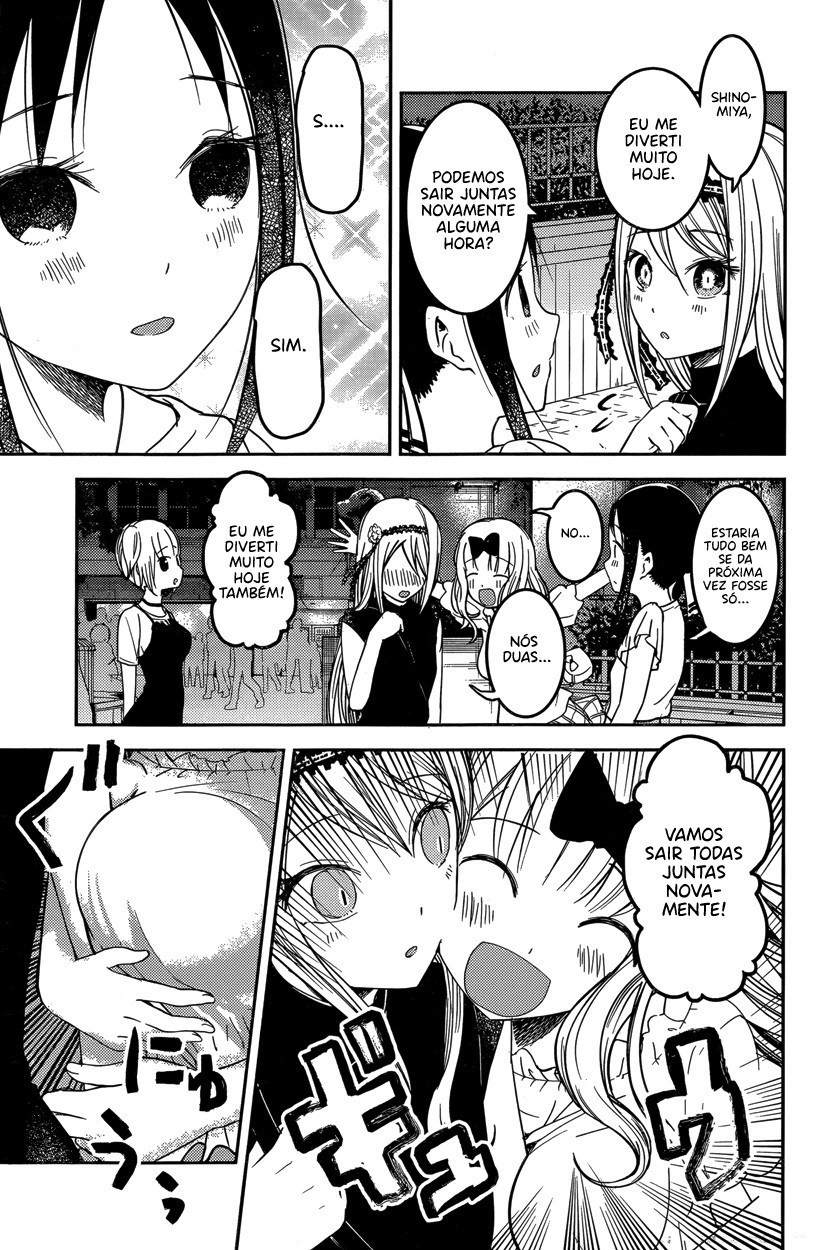 SHINO-
MIYA,
EU ME
DIVERTI
MUITO
HOJE.
PODEMOS
SAIR JUNTAS
NOVAMENTE
ALGUMA
HORA?
S....
SIM.
ESTARIA
TUDO BEM
SE DA
PRÓXIMA
VEZ FOSSE
SÓ...
NO...
NÓS
DUAS...
EU ME
DIVERTI
MUITO
HOJE
TAMBÉM!
VAMOS
SAIR TODAS
JUNTAS
NOVA-
MENTE!
ギュウ
ぐ
にゅうぅ